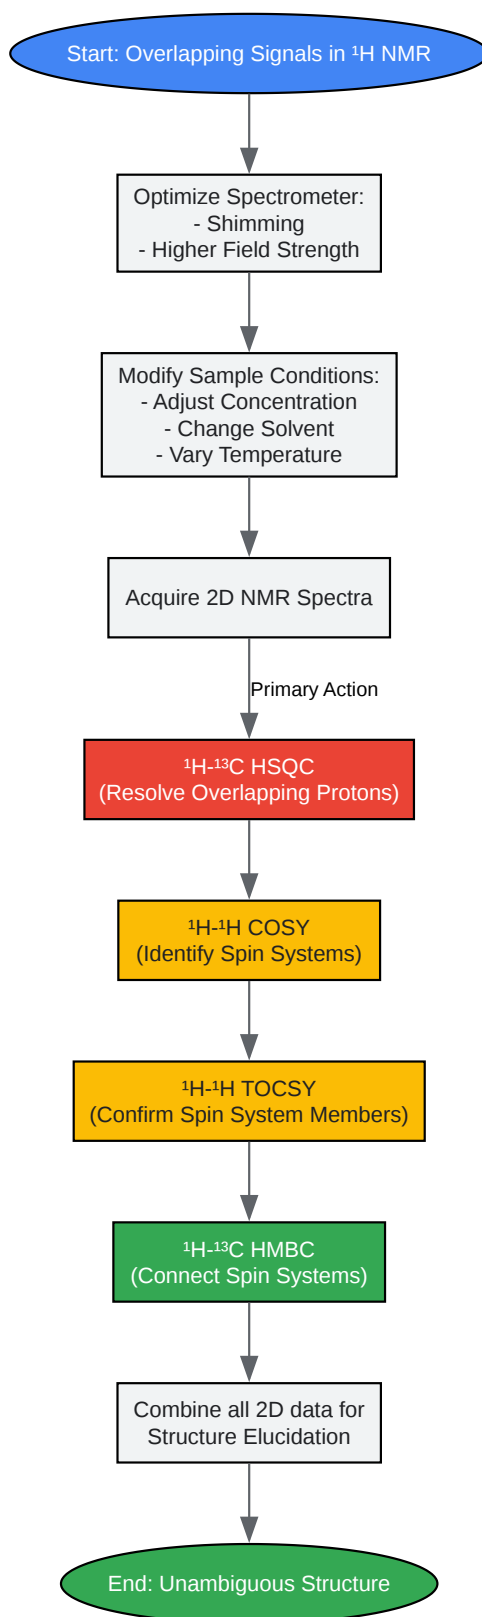 Start: Overlapping Signals in ¹H NMR
Optimize Spectrometer:
- Shimming
- Higher Field Strength
Modify Sample Conditions:
- Adjust Concentration
- Change Solvent
- Vary Temperature
Acquire 2D NMR Spectra
Primary Action
¹H-¹³C HSQC
(Resolve Overlapping Protons)
¹H-¹H COSY
(Identify Spin Systems)
¹H-¹H TOCSY
(Confirm Spin System Members)
¹H-¹³C HMBC
(Connect Spin Systems)
Combine all 2D data for
Structure Elucidation
End: Unambiguous Structure